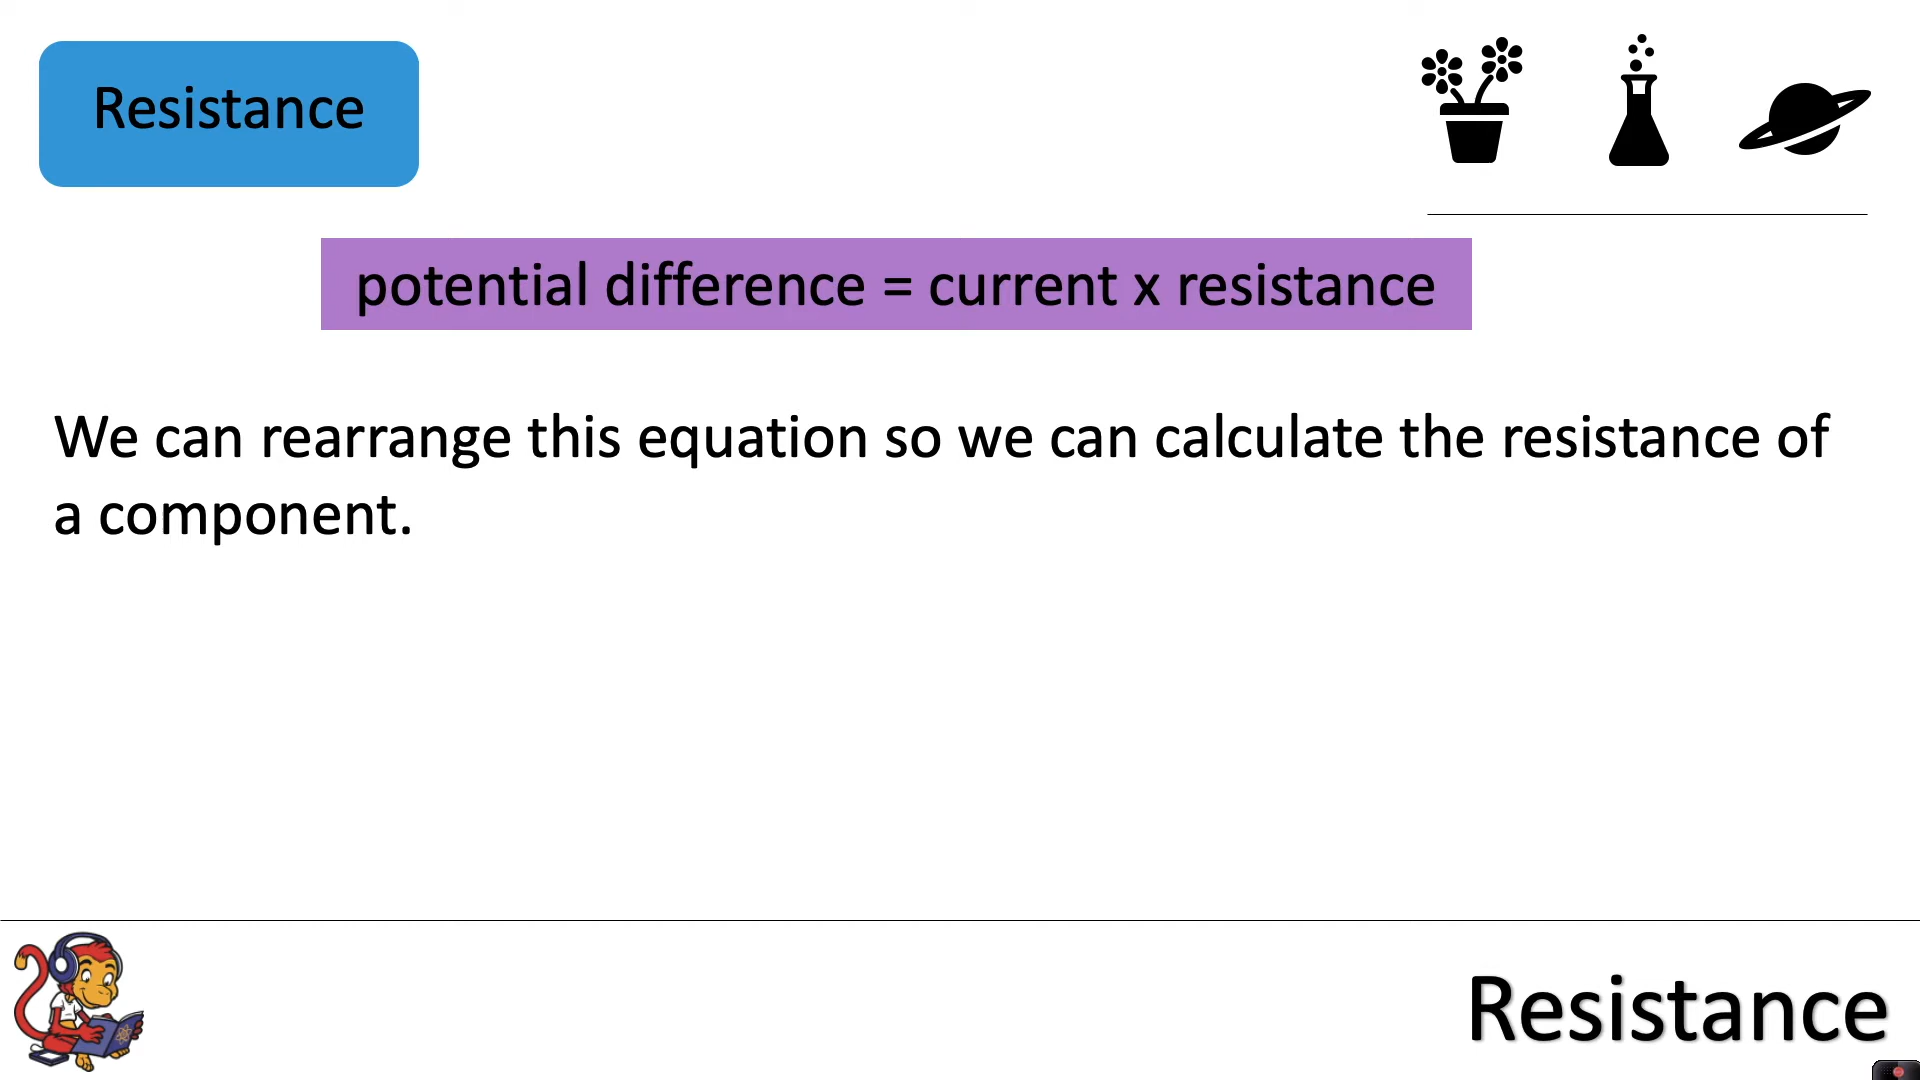 Resistance
potential difference = current x resistance
We can rearrange this equation so we can calculate the resistance of
a component.
Resistance